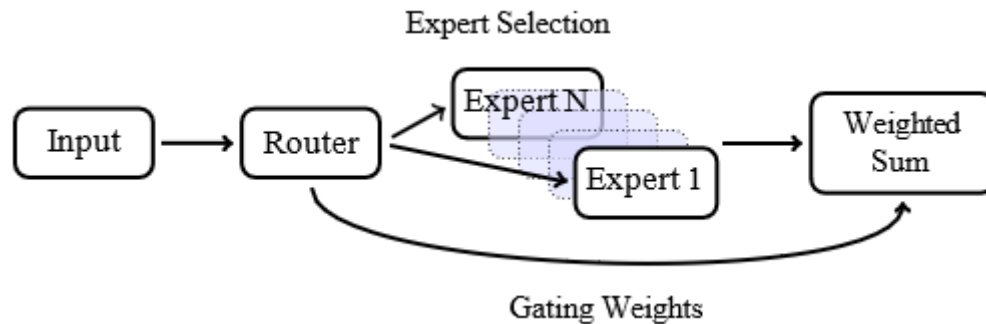 Expert Selection
Expert N
Input
Router
Expert 1
Weighted
Sum
Gating Weights